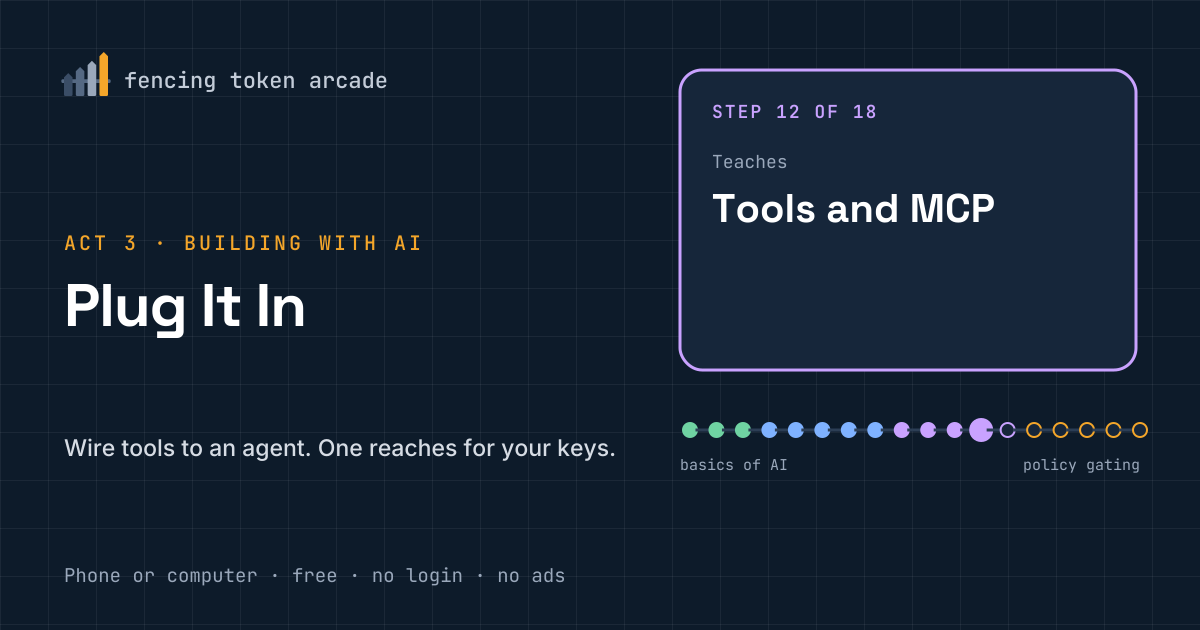 fencing token arcade
ACT 3 · BUILDING WITH AI
Plug It In
Wire tools to an agent. One reaches for your keys.
Phone or computer · free · no login · no ads
STEP 12 OF 18
Teaches
Tools and MCP
basics of AI
policy gating